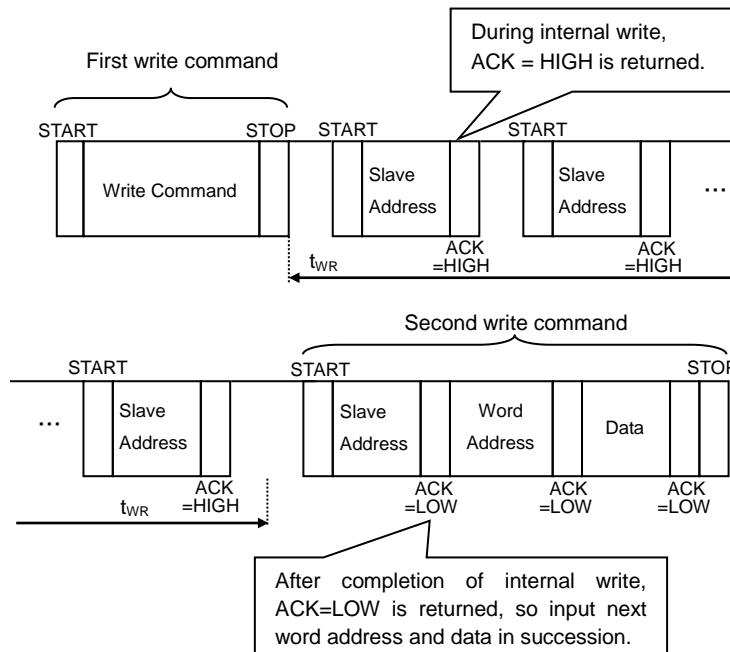 During internal write,
ACK = HIGH is returned.
First write command
START STOP START START
Write Command
Slave
Address
Slave
Address
...
ACK
=HIGH
ACK
=HIGH
tWR
Second write command
START START STOP
...
Slave
Address
Slave
Address
Word
Address
Data
ACK
=HIGH
ACK
=LOW
ACK
=LOW
ACK
=LOW
tWR
After completion of internal write,
ACK=LOW is returned, so input next
word address and data in succession.